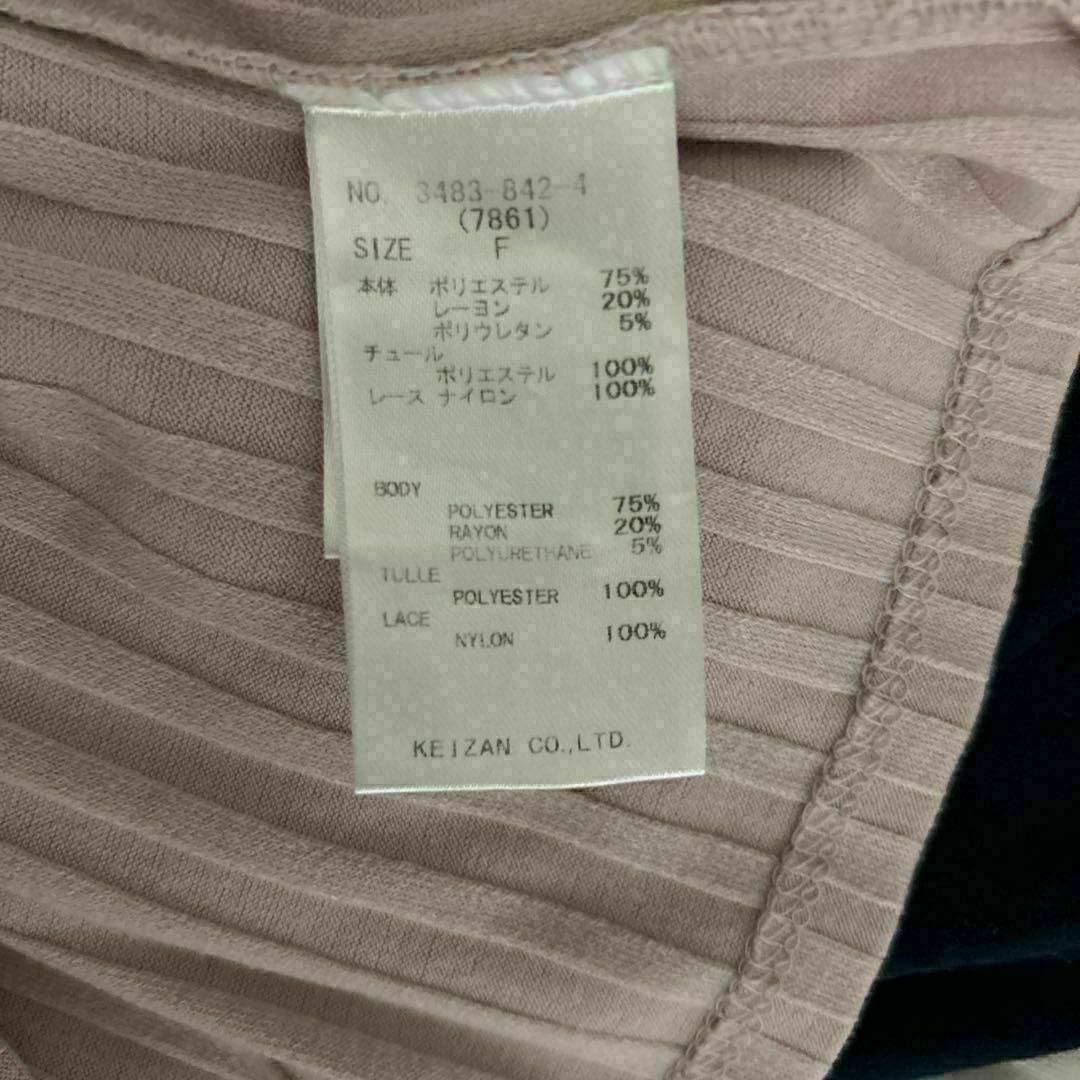 NO. 3483-842-4
(7861)
SIZE F
本体 ポリエステル 75%
レーヨン 20%
ポリウレタン 5%
チュール
ポリエステル 100%
レース ナイロン 100%
BODY
POLYESTER 75%
RAYON 20%
POLYURETHANE 5%
TULLE
POLYESTER 100%
LACE
NYLON 100%
KEIZAN CO.,LTD.